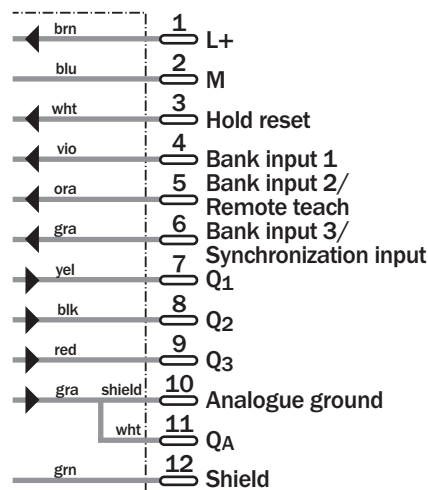 brn 1 L+
blu 2 M
wht 3 Hold reset
vio 4 Bank input 1
ora 5 Bank input 2/
Remote teach
gra 6 Bank input 3/
Synchronization input
yel 7 Q1
blk 8 Q2
red 9 Q3
gra shield 10 Analogue ground
wht 11 QA
grn 12 Shield